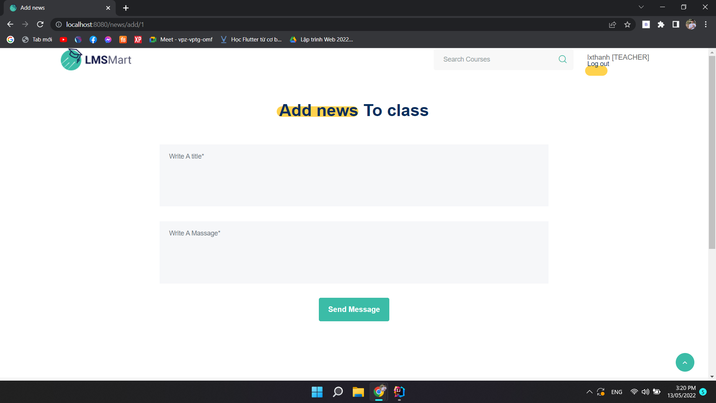 Add news
localhost:8080/news/add/1
Tab mới
XP
Meet - vpz-vptg-omf
Học Flutter từ cơ b...
Lập trình Web 2022...
LMSMart
Search Courses
lxthanh [TEACHER]
Log out
Add news To class
Write A title*
Write A Massage*
Send Message
ENG
3:20 PM
13/05/2022